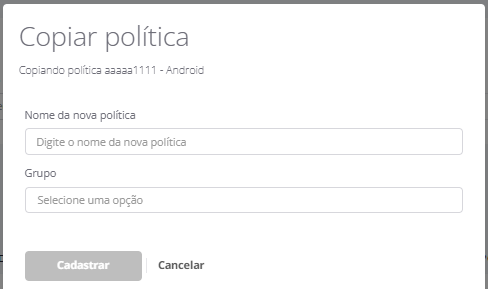 Copiar política
Copiando política aaaaa1111 - Android
Nome da nova política
Digite o nome da nova política
Grupo
Selecione uma opção
Cadastrar
Cancelar